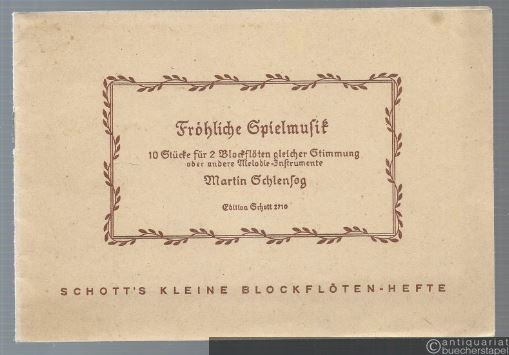 Fröhliche Spielmusik
10 Stücke für 2 Blockflöten gleicher Stimmung
oder andere Melodie-Instrumente
Martin Schlensog
Edition Schott 2710
SCHOTT'S KLEINE BLOCKFLÖTEN-HEFTE
antiquariat
buecherstapel